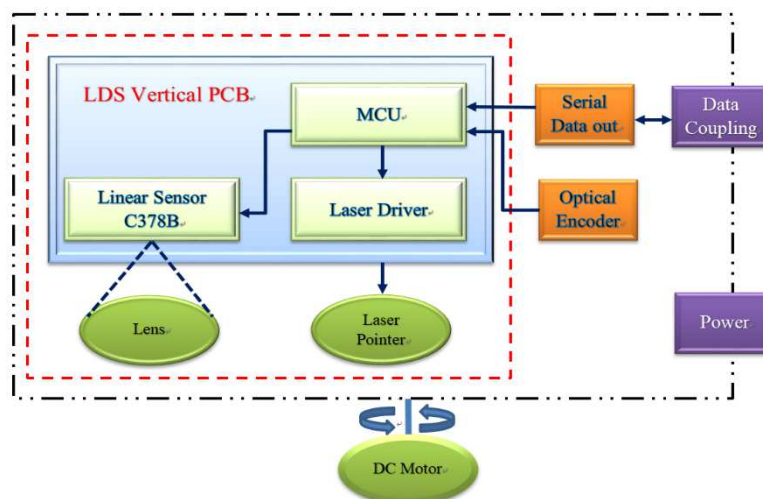 LDS Vertical PCB
MCU
Serial
Data out
Data
Coupling
Linear Sensor
C378B
Laser Driver
Optical
Encoder
Lens
Laser
Pointer
Power
DC Motor